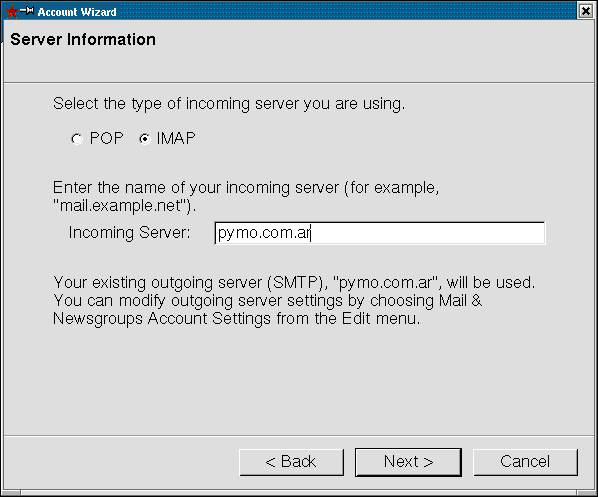 Account Wizard
Server Information
Select the type of incoming server you are using.
POP IMAP
Enter the name of your incoming server (for example,
"mail.example.net").
Incoming Server: pymo.com.ar
Your existing outgoing server (SMTP), "pymo.com.ar", will be used.
You can modify outgoing server settings by choosing Mail &
Newsgroups Account Settings from the Edit menu.
< Back Next > Cancel